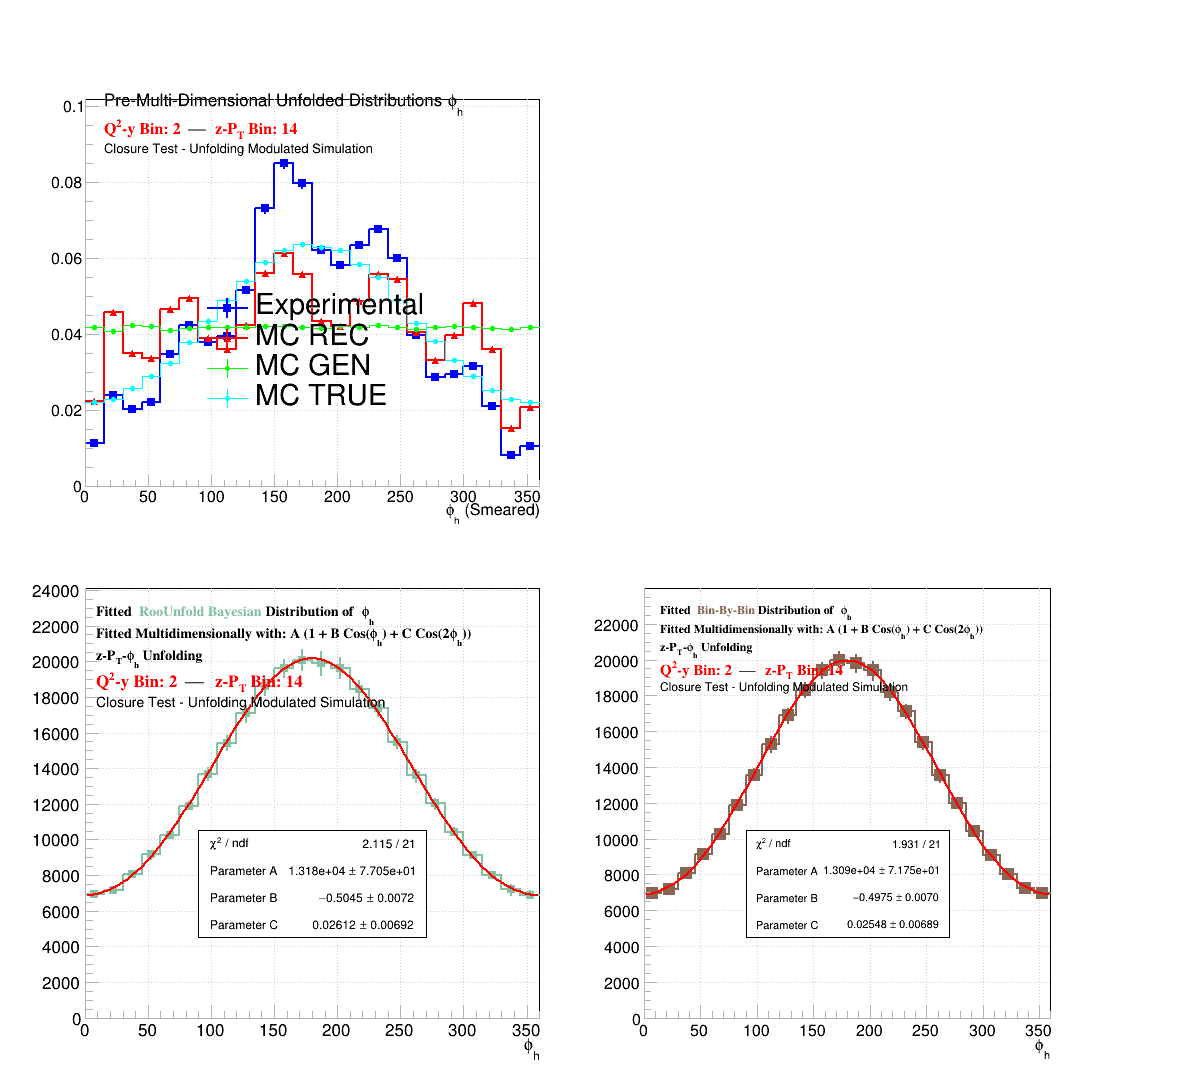 Pre-Multi-Dimensional Unfolded Distributions ϕh
Q²-y Bin: 2 — z-PT Bin: 14
Closure Test - Unfolding Modulated Simulation
0.1
0.08
0.06
0.04
0.02
0
Experimental
MC REC
MC GEN
MC TRUE
0 50 100 150 200 250 300 350
ϕh (Smeared)
24000
22000
20000
18000
16000
14000
12000
10000
8000
6000
4000
2000
0
Fitted RooUnfold Bayesian Distribution of ϕh
Fitted Multidimensionally with: A (1 + B Cos(ϕh) + C Cos(2ϕh))
z-PT-ϕh Unfolding
Q²-y Bin: 2 — z-PT Bin: 14
Closure Test - Unfolding Modulated Simulation
χ² / ndf 2.115 / 21
Parameter A 1.318e+04 ± 7.705e+01
Parameter B −0.5045 ± 0.0072
Parameter C 0.02612 ± 0.00692
0 50 100 150 200 250 300 350
ϕh
22000
20000
18000
16000
14000
12000
10000
8000
6000
4000
2000
0
Fitted Bin-By-Bin Distribution of ϕh
Fitted Multidimensionally with: A (1 + B Cos(ϕh) + C Cos(2ϕh))
z-PT-ϕh Unfolding
Q²-y Bin: 2 — z-PT Bin: 14
Closure Test - Unfolding Modulated Simulation
χ² / ndf 1.931 / 21
Parameter A 1.309e+04 ± 7.175e+01
Parameter B −0.4975 ± 0.0070
Parameter C 0.02548 ± 0.00689
0 50 100 150 200 250 300 350
ϕh